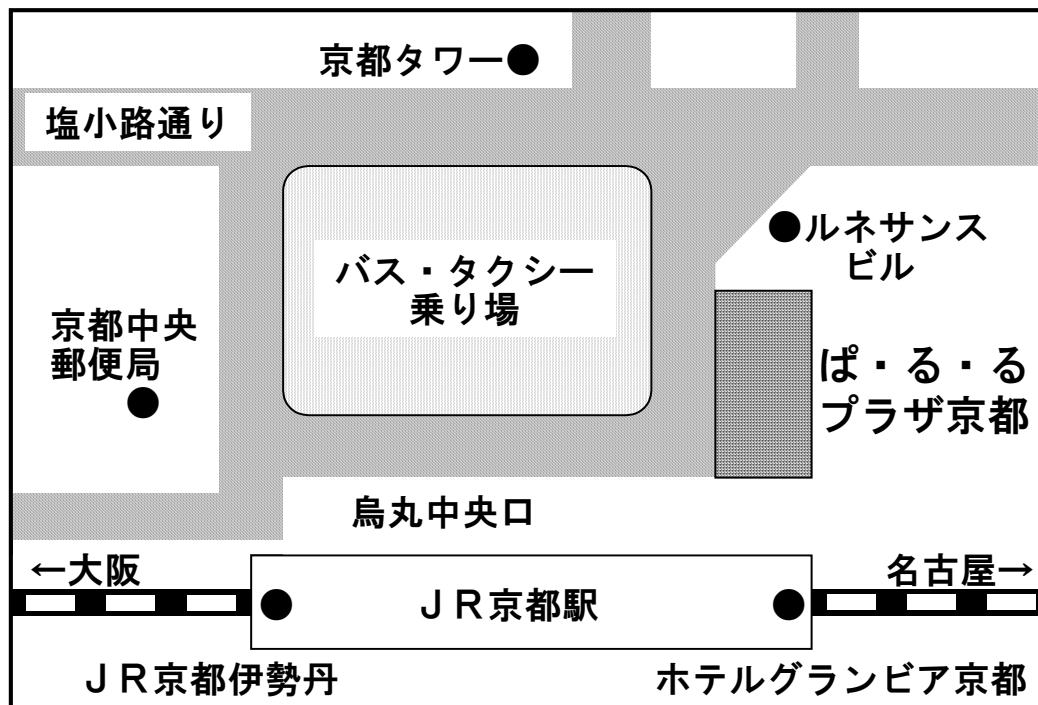 京都タワー
塩小路通り
ルネサンス
ビル
バス・タクシー
乗り場
京都中央
郵便局
ぱ・る・る
プラザ京都
烏丸中央口
←大阪
名古屋→
ＪＲ京都駅
ＪＲ京都伊勢丹
ホテルグランビア京都